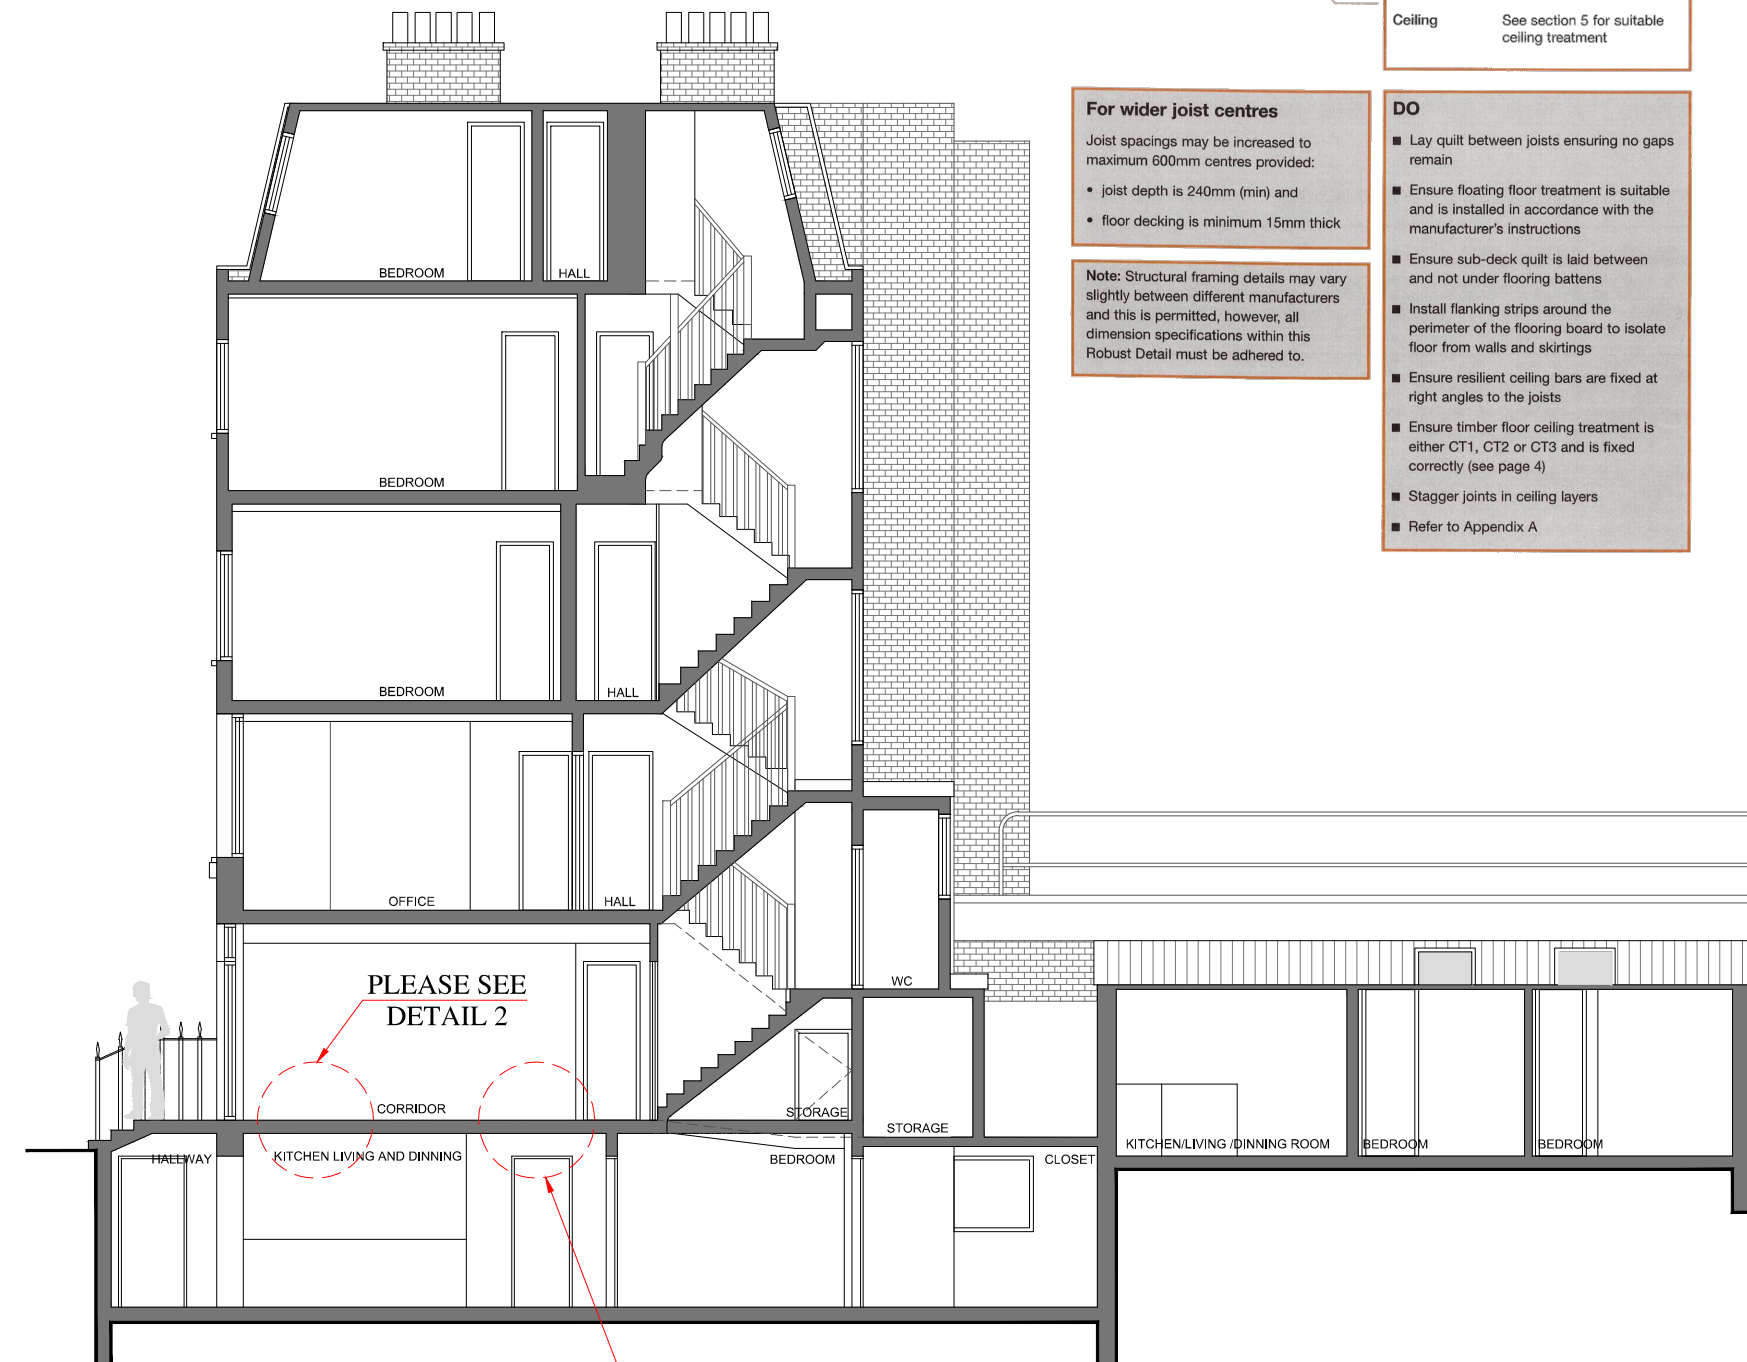 Ceiling See section 5 for suitable
ceiling treatment
For wider joist centres
Joist spacings may be increased to
maximum 600mm centres provided:
• joist depth is 240mm (min) and
• floor decking is minimum 15mm thick
Note: Structural framing details may vary
slightly between different manufacturers
and this is permitted, however, all
dimension specifications within this
Robust Detail must be adhered to.
DO
■ Lay quilt between joists ensuring no gaps
remain
■ Ensure floating floor treatment is suitable
and is installed in accordance with the
manufacturer's instructions
■ Ensure sub-deck quilt is laid between
and not under flooring battens
■ Install flanking strips around the
perimeter of the flooring board to isolate
floor from walls and skirtings
■ Ensure resilient ceiling bars are fixed at
right angles to the joists
■ Ensure timber floor ceiling treatment is
either CT1, CT2 or CT3 and is fixed
correctly (see page 4)
■ Stagger joints in ceiling layers
■ Refer to Appendix A
BEDROOM HALL
BEDROOM
BEDROOM HALL
OFFICE HALL
WC
PLEASE SEE
DETAIL 2
CORRIDOR STORAGE
STORAGE
KITCHEN/LIVING /DINNING ROOM BEDROOM BEDROOM
HALLWAY KITCHEN LIVING AND DINNING BEDROOM CLOSET